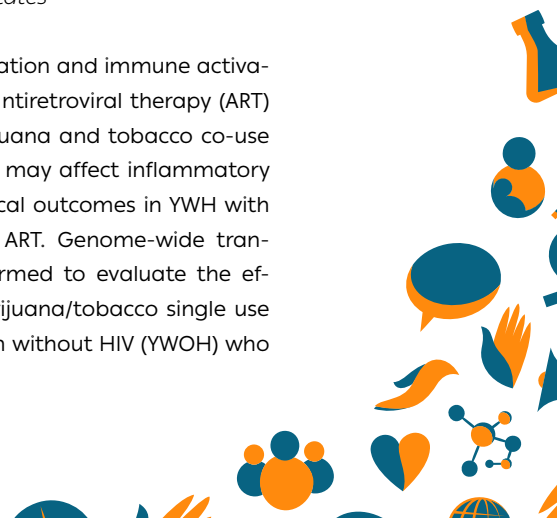 ation and immune activa-
ntiretroviral therapy (ART)
uana and tobacco co-use
may affect inflammatory
cal outcomes in YWH with
ART. Genome-wide tran-
rmed to evaluate the ef-
ijuana/tobacco single use
without HIV (YWOH) who